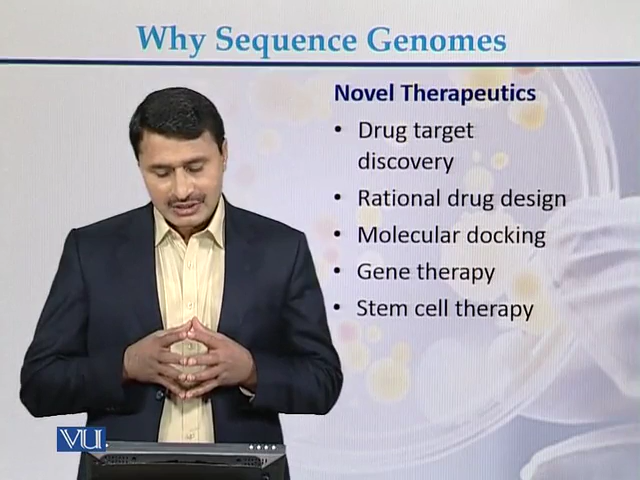 Why Sequence Genomes
Novel Therapeutics
• Drug target
discovery
• Rational drug design
• Molecular docking
• Gene therapy
• Stem cell therapy
VU